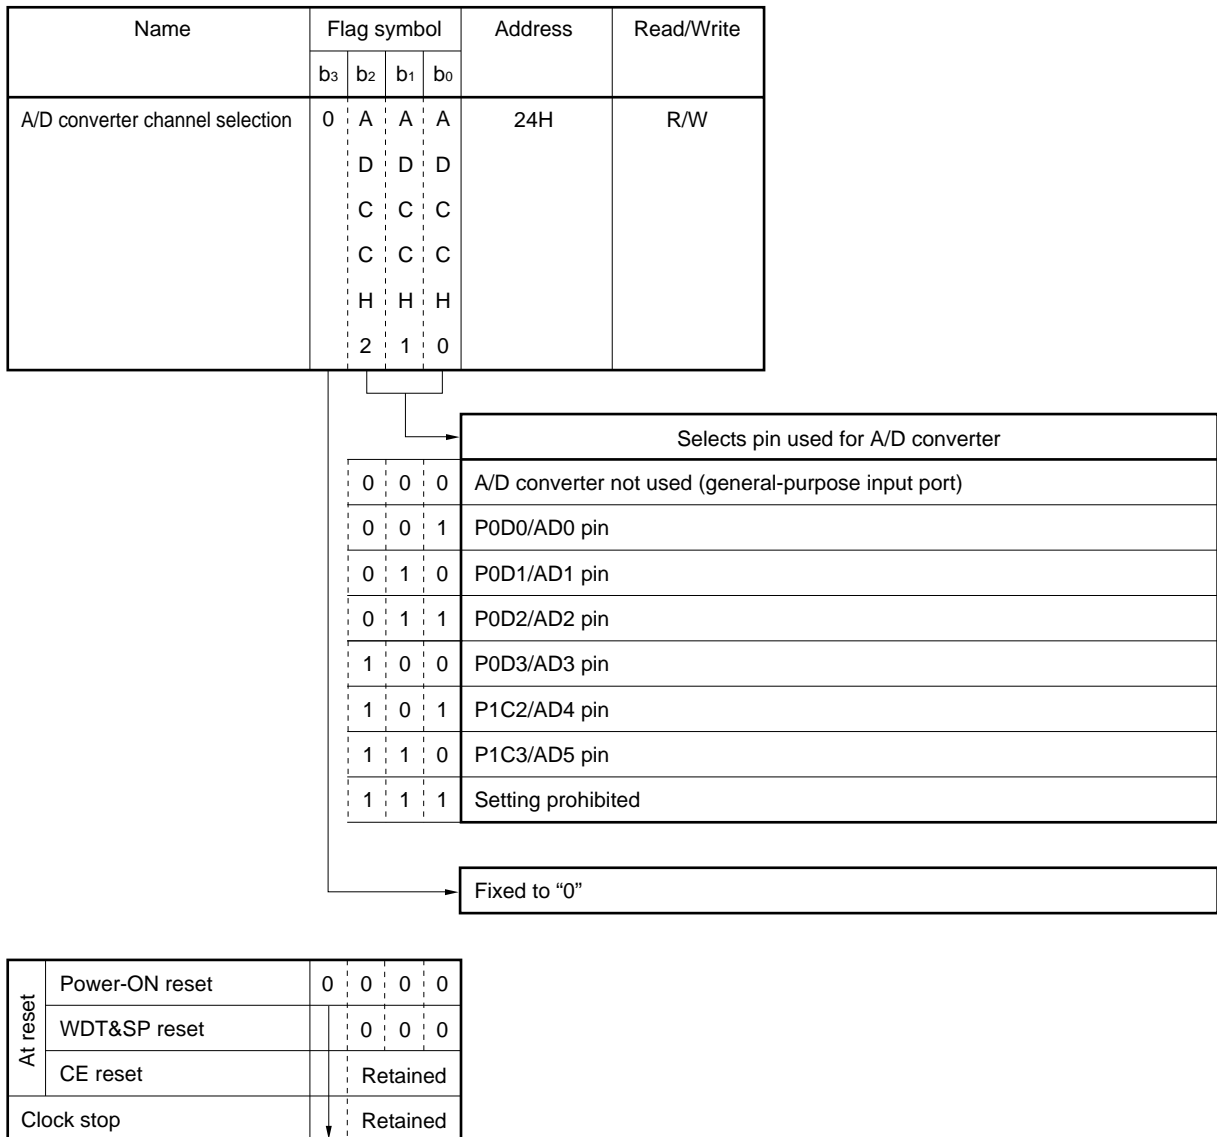 Name Flag symbol Address Read/Write
b3 b2 b1 b0
A/D converter channel selection 0 A A A 24H R/W
D D D
C C C
C C C
H H H
2 1 0
Selects pin used for A/D converter
0 0 0 A/D converter not used (general-purpose input port)
0 0 1 P0D0/AD0 pin
0 1 0 P0D1/AD1 pin
0 1 1 P0D2/AD2 pin
1 0 0 P0D3/AD3 pin
1 0 1 P1C2/AD4 pin
1 1 0 P1C3/AD5 pin
1 1 1 Setting prohibited
Fixed to “0”
At reset
Power-ON reset 0 0 0 0
WDT&SP reset 0 0 0
CE reset Retained
Clock stop Retained